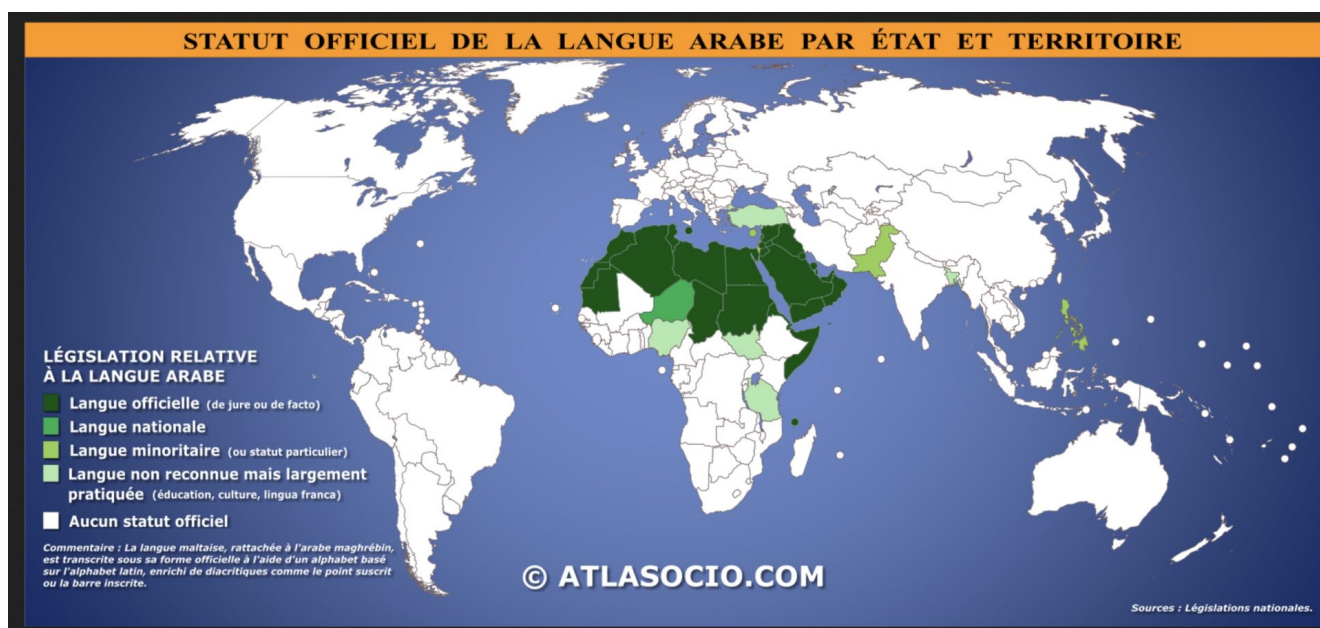 STATUT OFFICIEL DE LA LANGUE ARABE PAR ÉTAT ET TERRITOIRE
LÉGISLATION RELATIVE
À LA LANGUE ARABE
Langue officielle (de jure ou de facto)
Langue nationale
Langue minoritaire (ou statut particulier)
Langue non reconnue mais largement
pratiquée (éducation, culture, lingua franca)
Aucun statut officiel
Commentaire : La langue maltaise, rattachée à l'arabe maghrébin,
est transcrite sous sa forme officielle à l'aide d'un alphabet basé
sur l'alphabet latin, enrichi de diacritiques comme le point suscrit
ou la barre inscrite.
© ATLASOCIO.COM
Sources : Législations nationales.